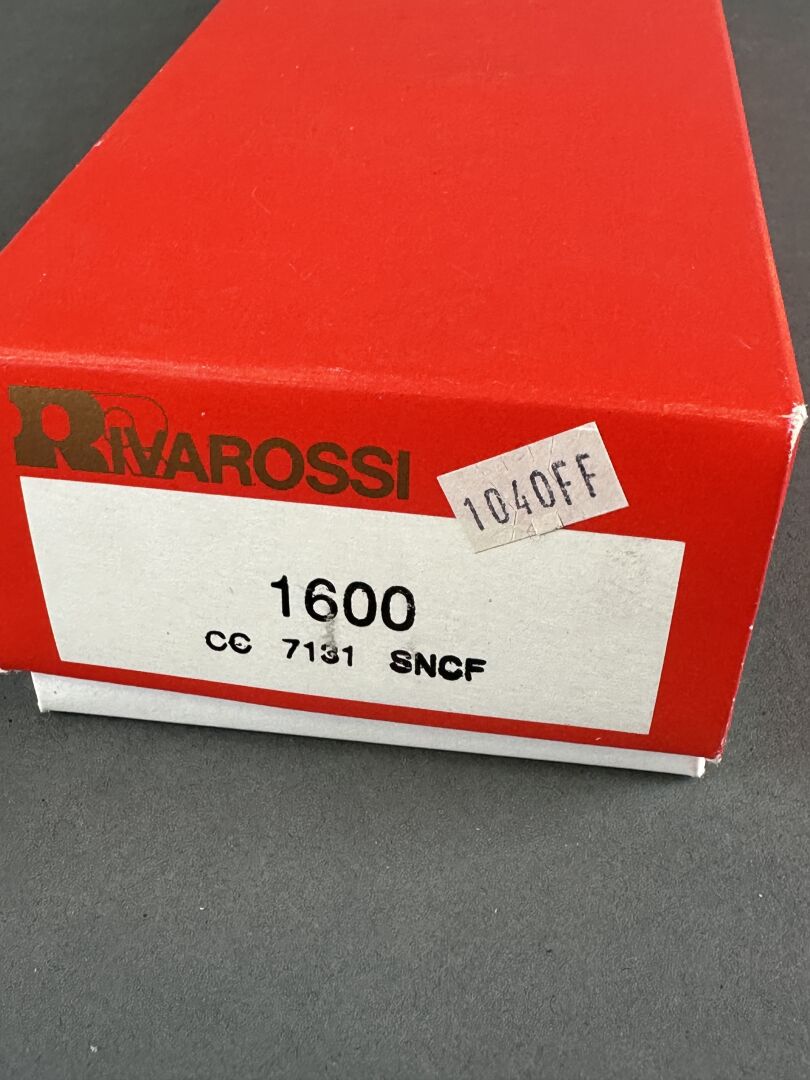 RIVAROSSI
1040FF
1600
CC 7131 SNCF